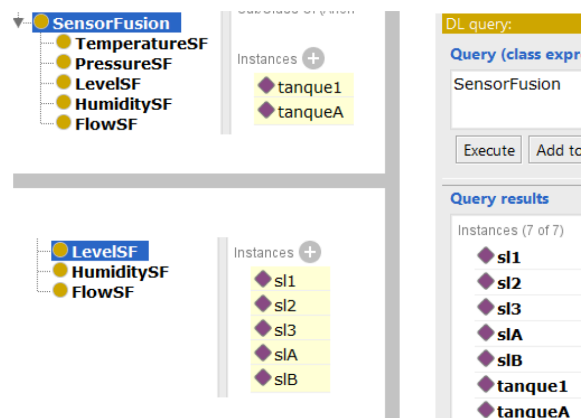 SensorFusion
TemperatureSF
PressureSF
LevelSF
HumiditySF
FlowSF
Instances
tanque1
tanqueA
LevelSF
HumiditySF
FlowSF
Instances
sl1
sl2
sl3
slA
slB
DL query:
Query (class expre
SensorFusion
Execute
Add to
Query results
Instances (7 of 7)
sl1
sl2
sl3
slA
slB
tanque1
tanqueA